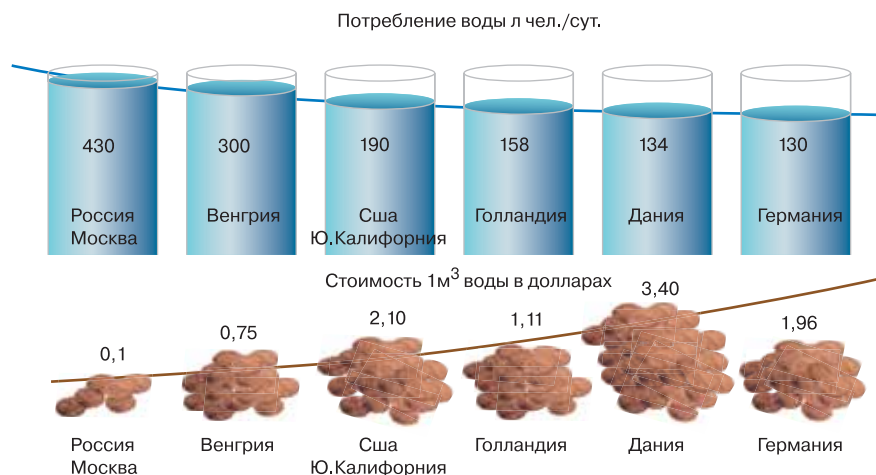 Потребление воды л чел./сут.
430
300
190
158
134
130
Россия
Москва
Венгрия
Сша
Ю.Калифорния
Голландия
Дания
Германия
Стоимость 1м³ воды в долларах
0,1
0,75
2,10
1,11
3,40
1,96
Россия
Москва
Венгрия
Сша
Ю.Калифорния
Голландия
Дания
Германия